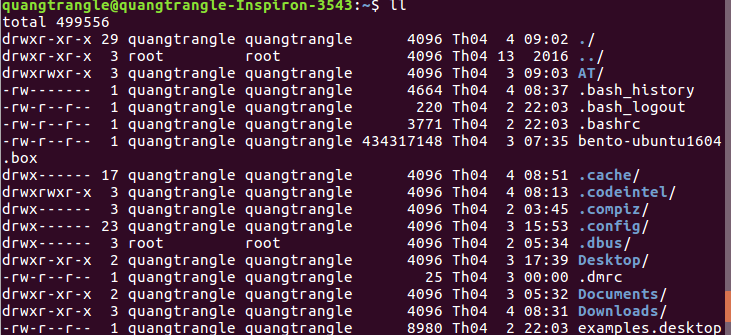 quangtrangle@quangtrangle-Inspiron-3543:~$ ll
total 499556
drwxr-xr-x 29 quangtrangle quangtrangle      4096 Th04  4 09:02 ./
drwxr-xr-x  3 root         root              4096 Th04 13  2016 ../
drwxrwxr-x  3 quangtrangle quangtrangle      4096 Th04  3 09:03 AT/
-rw-------  1 quangtrangle quangtrangle      4664 Th04  4 08:37 .bash_history
-rw-r--r--  1 quangtrangle quangtrangle       220 Th04  2 22:03 .bash_logout
-rw-r--r--  1 quangtrangle quangtrangle      3771 Th04  2 22:03 .bashrc
-rw-r--r--  1 quangtrangle quangtrangle 434317148 Th04  3 07:35 bento-ubuntu1604
.box
drwx------ 17 quangtrangle quangtrangle      4096 Th04  4 08:51 .cache/
drwxrwxr-x  3 quangtrangle quangtrangle      4096 Th04  4 08:13 .codeintel/
drwx------  3 quangtrangle quangtrangle      4096 Th04  2 03:45 .compiz/
drwx------ 23 quangtrangle quangtrangle      4096 Th04  3 15:53 .config/
drwx------  3 root         root              4096 Th04  2 05:34 .dbus/
drwxr-xr-x  2 quangtrangle quangtrangle      4096 Th04  3 17:39 Desktop/
-rw-r--r--  1 quangtrangle quangtrangle        25 Th04  3 00:00 .dmrc
drwxr-xr-x  2 quangtrangle quangtrangle      4096 Th04  3 05:32 Documents/
drwxr-xr-x  3 quangtrangle quangtrangle      4096 Th04  4 08:31 Downloads/
-rw-r--r--  1 quangtrangle quangtrangle      8980 Th04  2 22:03 examples.desktop